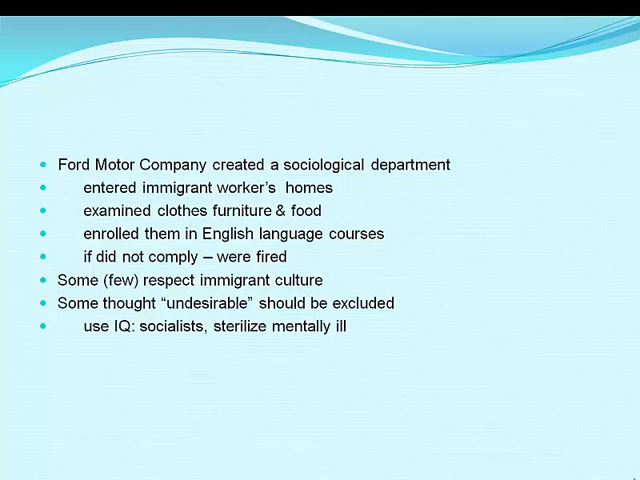 Ford Motor Company created a sociological department
entered immigrant worker's  homes
examined clothes furniture & food
enrolled them in English language courses
if did not comply – were fired
Some (few) respect immigrant culture
Some thought “undesirable” should be excluded
use IQ: socialists, sterilize mentally ill